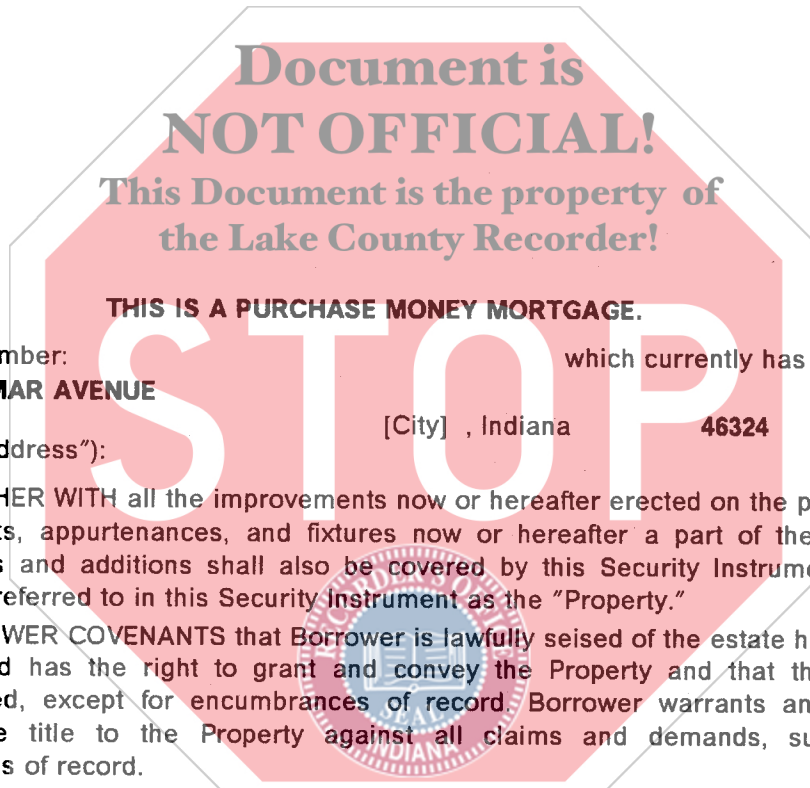 Document is
NOT OFFICIAL!
This Document is the property of
the Lake County Recorder!
STOP
THIS IS A PURCHASE MONEY MORTGAGE.
mber: which currently has
MAR AVENUE
[City] , Indiana 46324
ddress"):
HER WITH all the improvements now or hereafter erected on the p
ts, appurtenances, and fixtures now or hereafter a part of the
s and additions shall also be covered by this Security Instrume
referred to in this Security Instrument as the "Property."
WER COVENANTS that Borrower is lawfully seised of the estate h
d has the right to grant and convey the Property and that th
ed, except for encumbrances of record. Borrower warrants an
e title to the Property against all claims and demands, su
s of record.
RECORDER'S OFFICE
SEAL
INDIANA